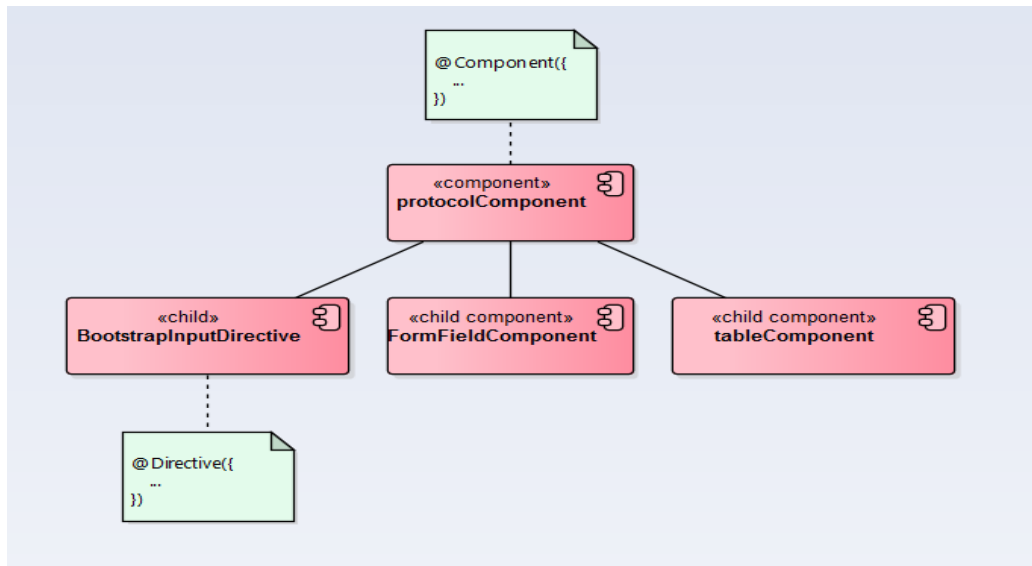 @Component({
...
})
«component»
protocolComponent
«child»
BootstrapInputDirective
«child component»
FormFieldComponent
«child component»
tableComponent
@Directive({
...
})